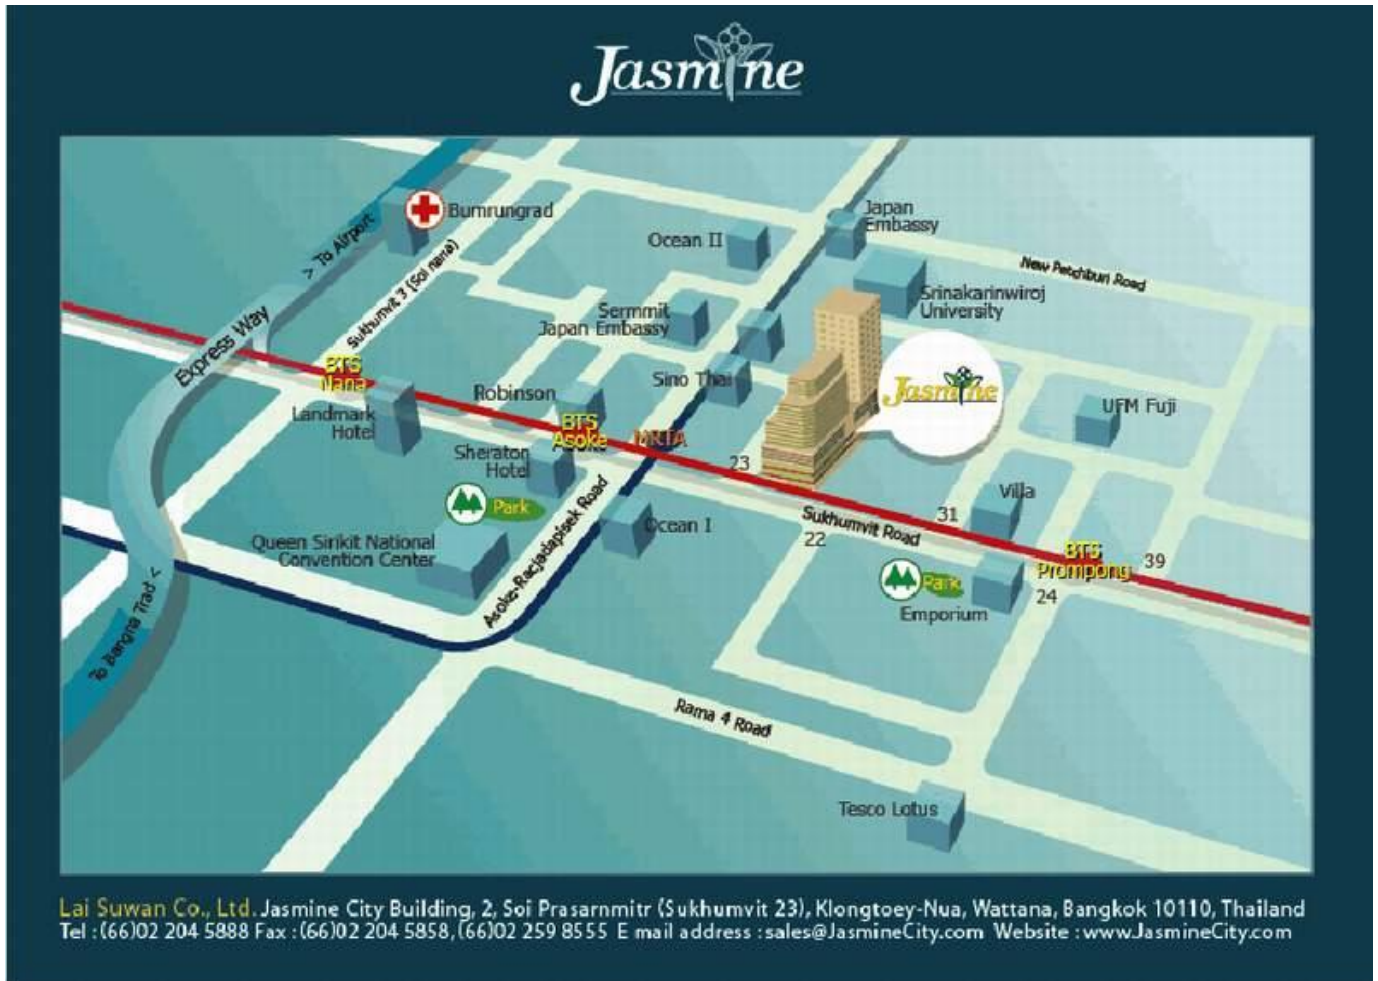 Jasmine
Bumrungrad
Japan
Embassy
Ocean II
> To Airport
Sukhumvit 3 (Soi nana)
New Petchburi Road
Srinakarinwiroj
University
Sermmit
Japan Embassy
Express Way
BTS
Nana
Sino Thai
Jasmine
Robinson
UFM Fuji
Landmark
Hotel
BTS
Asoke
Asoke
MRTA
Sheraton
Hotel
23
Park
Villa
Sukhumvit Road
31
22
Ocean I
Queen Sirikit National
Convention Center
Asoke-Racjadapisek Road
BTS
Prompong
39
Park
24
Emporium
To Bangna Trad <
Rama 4 Road
Tesco Lotus
Lai Suwan Co., Ltd. Jasmine City Building, 2, Soi Prasarnmitr (Sukhumvit 23), Klongtoey-Nua, Wattana, Bangkok 10110, Thailand
Tel : (66)02 204 5888 Fax : (66)02 204 5858, (66)02 259 8555 E mail address : sales@JasmineCity.com Website : www.JasmineCity.com